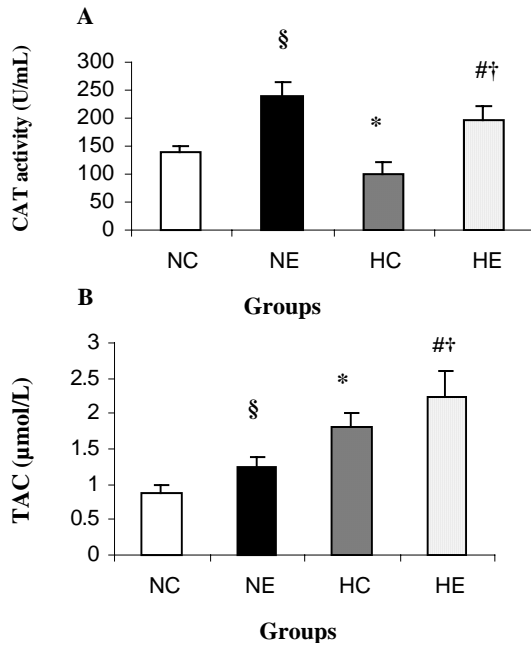 A
CAT activity (U/mL)
300
250
200
150
100
50
0
§
*
#†
NC NE HC HE
Groups
B
TAC (µmol/L)
3
2.5
2
1.5
1
0.5
0
§
*
#†
NC NE HC HE
Groups